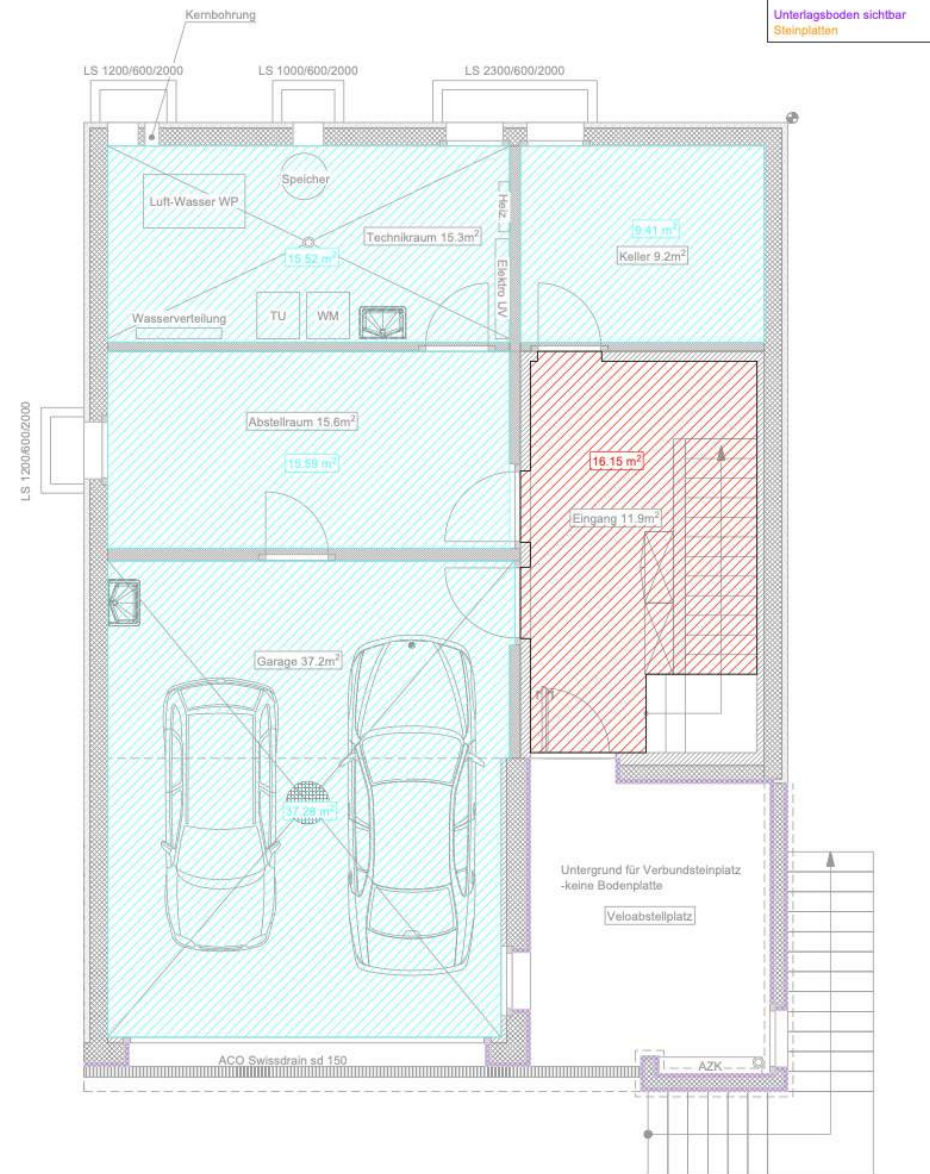 Kernbohrung
Unterlagsboden sichtbar
Steinplatten
LS 1200/600/2000
LS 1000/600/2000
LS 2300/600/2000
Speicher
Luft-Wasser WP
Heiz
Technikraum 15.3m²
15.52 m²
9.41 m²
Keller 9.2m²
Elektro UV
Wasserverteilung
TU
WM
LS 1200/600/2000
Abstellraum 15.6m²
15.59 m²
16.15 m²
Eingang 11.9m²
Garage 37.2m²
37.28 m²
Untergrund für Verbundsteinplatz
-keine Bodenplatte
Veloabstellplatz
ACO Swissdrain sd 150
AZK